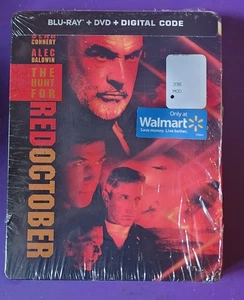 BLU-RAY + DVD + DIGITAL CODE
CONNERY
ALEC
BALDWIN
THE HUNT FOR
RED OCTOBER
Only at
Walmart
Save money. Live better.